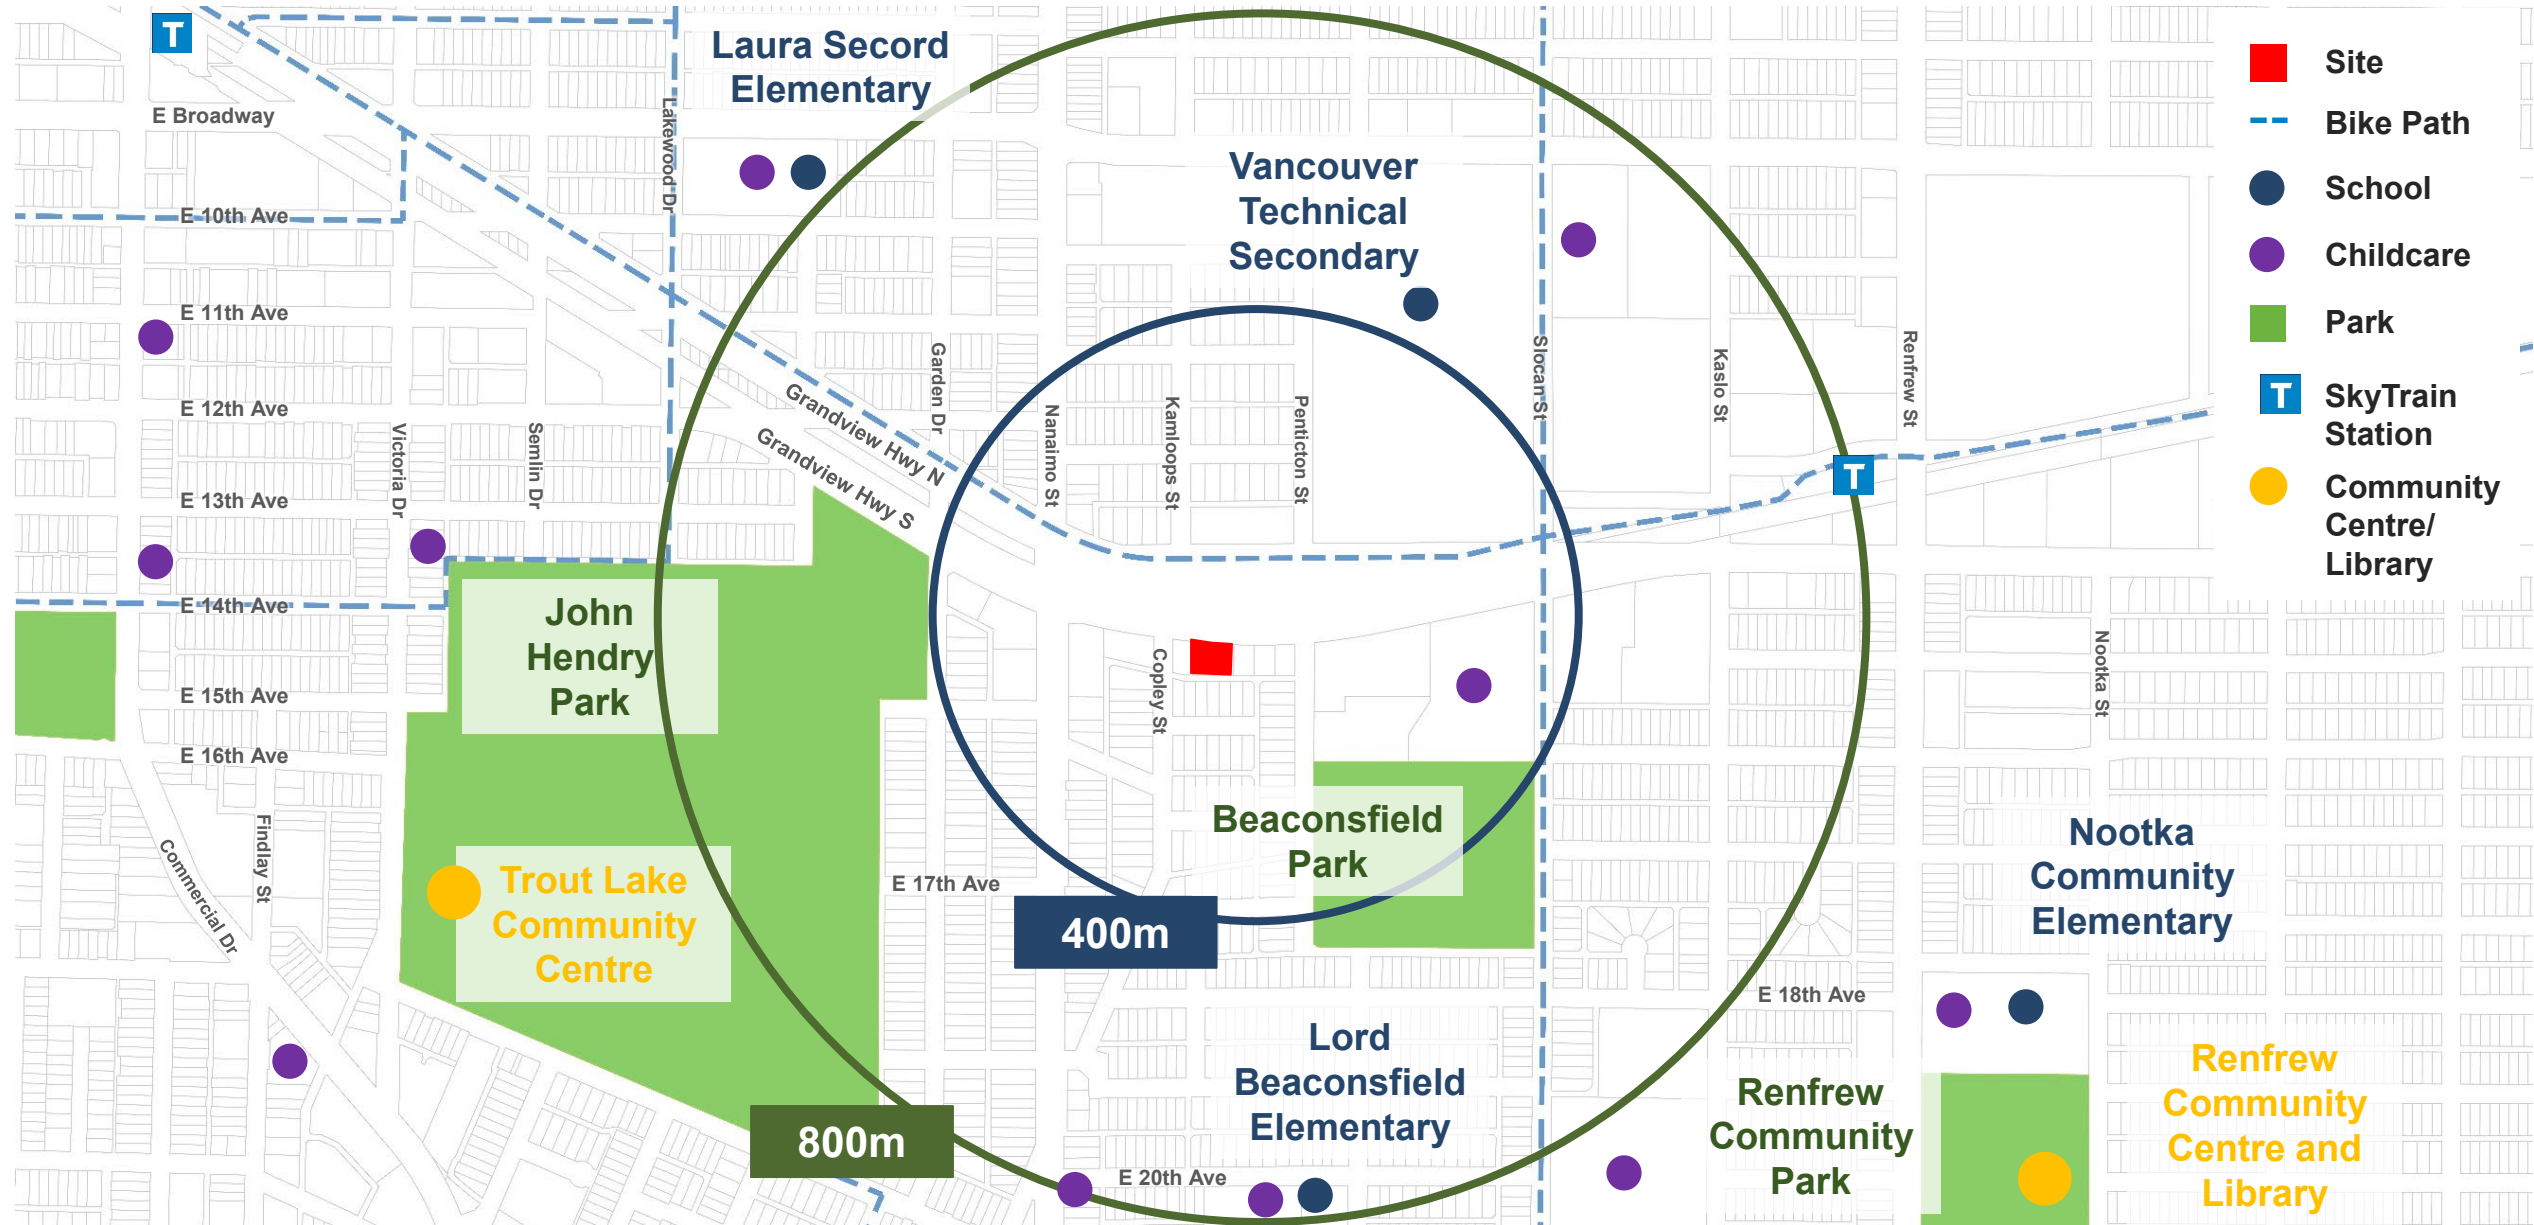 T
Laura Secord
Elementary
E Broadway
Lakewood Dr
Vancouver
Technical
Secondary
E 10th Ave
E 11th Ave
E 12th Ave
E 13th Ave
E 14th Ave
E 15th Ave
E 16th Ave
Victoria Dr
Semlin Dr
Grandview Hwy N
Grandview Hwy S
Garden Dr
Nanaimo St
Kamloops St
Penticton St
Slocan St
Kaslo St
Renfrew St
T
John
Hendry
Park
Copley St
Nootka St
Findlay St
Commercial Dr
Trout Lake
Community
Centre
E 17th Ave
Beaconsfield
Park
400m
Nootka
Community
Elementary
E 18th Ave
Lord
Beaconsfield
Elementary
800m
E 20th Ave
Renfrew
Community
Park
Renfrew
Community
Centre and
Library
Site
Bike Path
School
Childcare
Park
T
SkyTrain
Station
Community
Centre/
Library